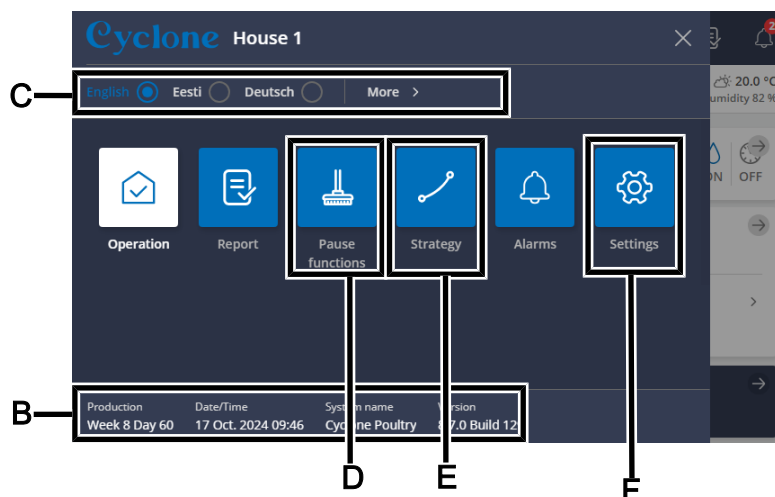 Cyclone House 1
2
C
English Eesti Deutsch More >
20.0 °C
umidity 82 %
ON OFF
Operation Report Pause functions Strategy Alarms Settings
B
Production Date/Time System name Version
Week 8 Day 60 17 Oct. 2024 09:46 Cyclone Poultry 8.7.0 Build 12
D E F